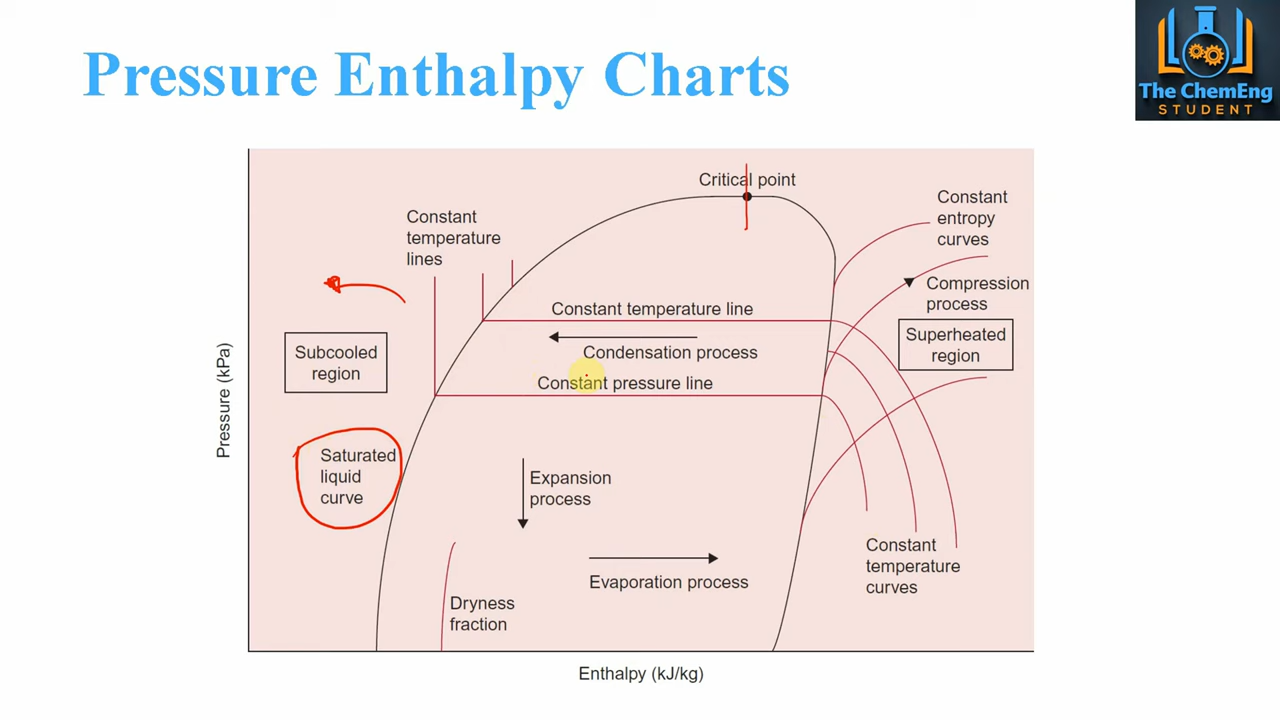 Pressure Enthalpy Charts
The ChemEng
STUDENT
Critical point
Constant
temperature
lines
Constant
entropy
curves
Compression
process
Constant temperature line
Condensation process
Superheated
region
Subcooled
region
Constant pressure line
Pressure (kPa)
Saturated
liquid
curve
Expansion
process
Evaporation process
Constant
temperature
curves
Dryness
fraction
Enthalpy (kJ/kg)